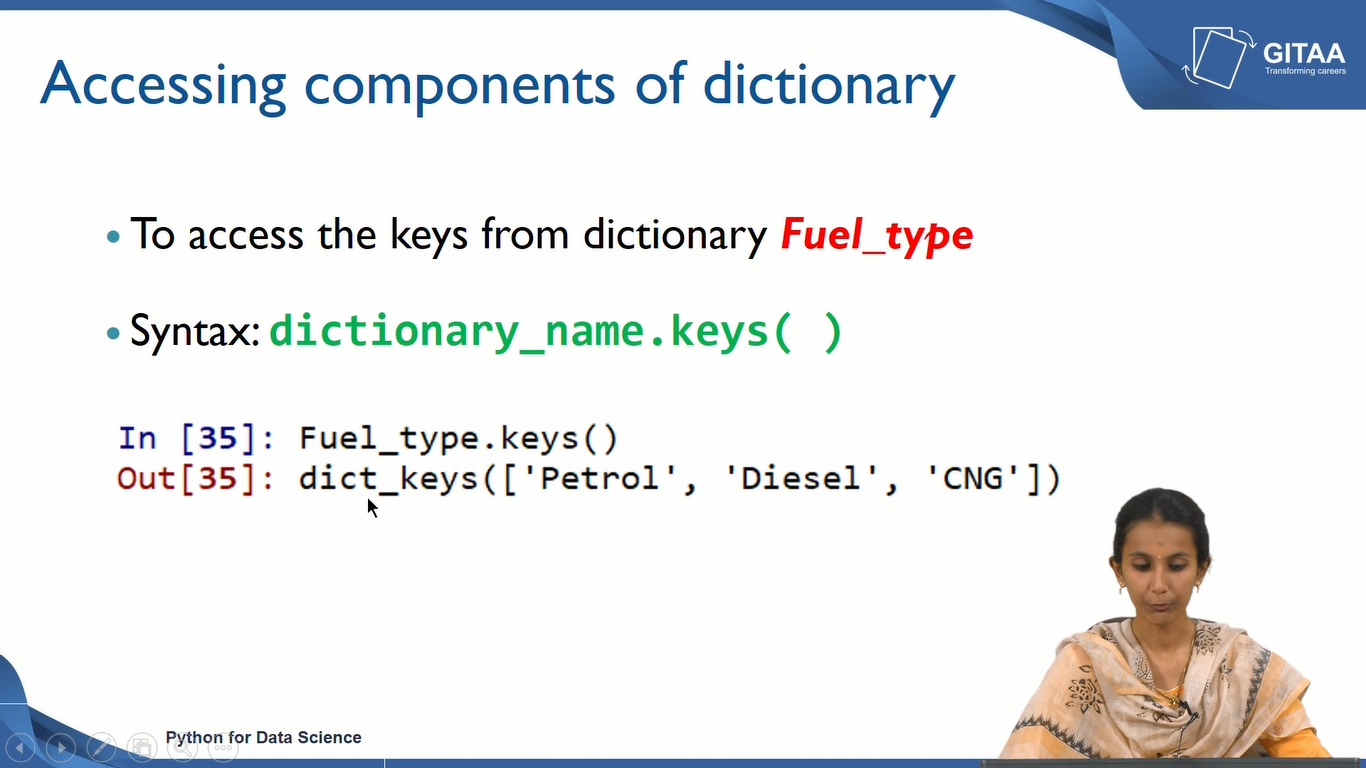 GITAA
Transforming careers
Accessing components of dictionary
• To access the keys from dictionary Fuel_type
• Syntax: dictionary_name.keys( )
In [35]: Fuel_type.keys()
Out[35]: dict_keys(['Petrol', 'Diesel', 'CNG'])
Python for Data Science